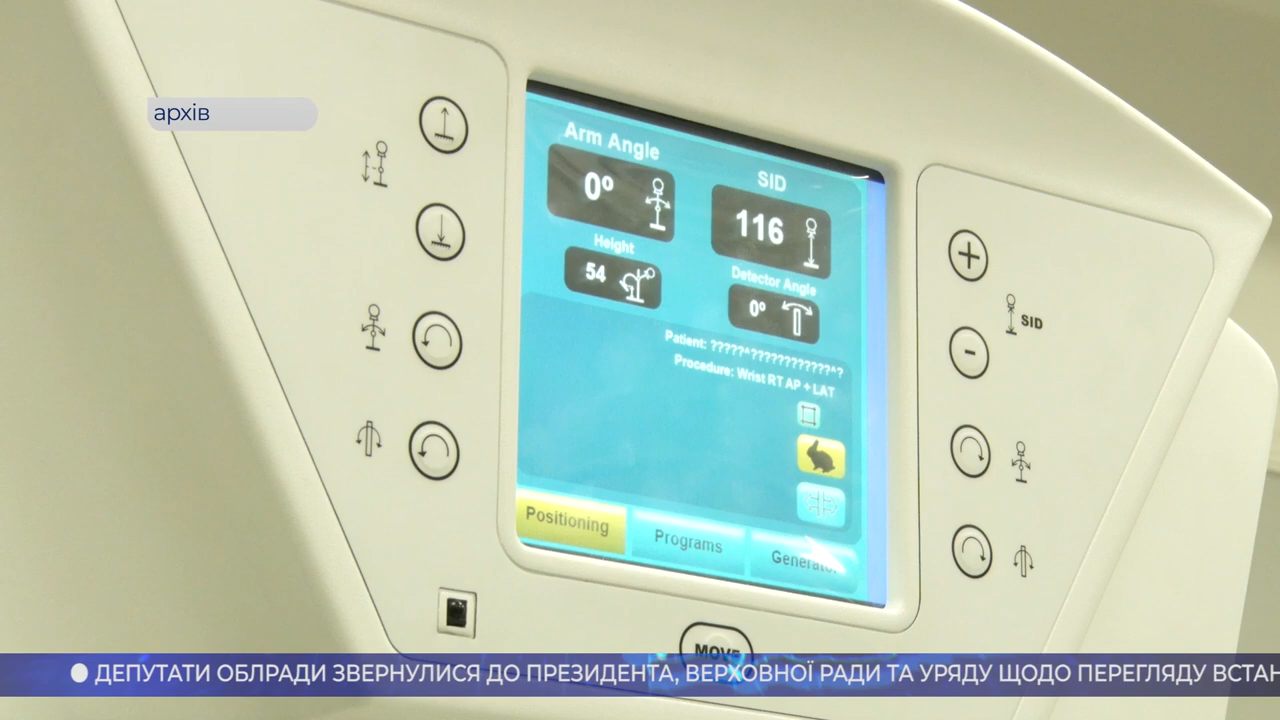 архів
Arm Angle
0º
SID
116
Height
54
Detector Angle
0º
Patient: ?????^????????????^?
Procedure: Wrist RT AP + LAT
Positioning
Programs
Generator
SID
MOVE
ДЕПУТАТИ ОБЛРАДИ ЗВЕРНУЛИСЯ ДО ПРЕЗИДЕНТА, ВЕРХОВНОЇ РАДИ ТА УРЯДУ ЩОДО ПЕРЕГЛЯДУ ВСТАН